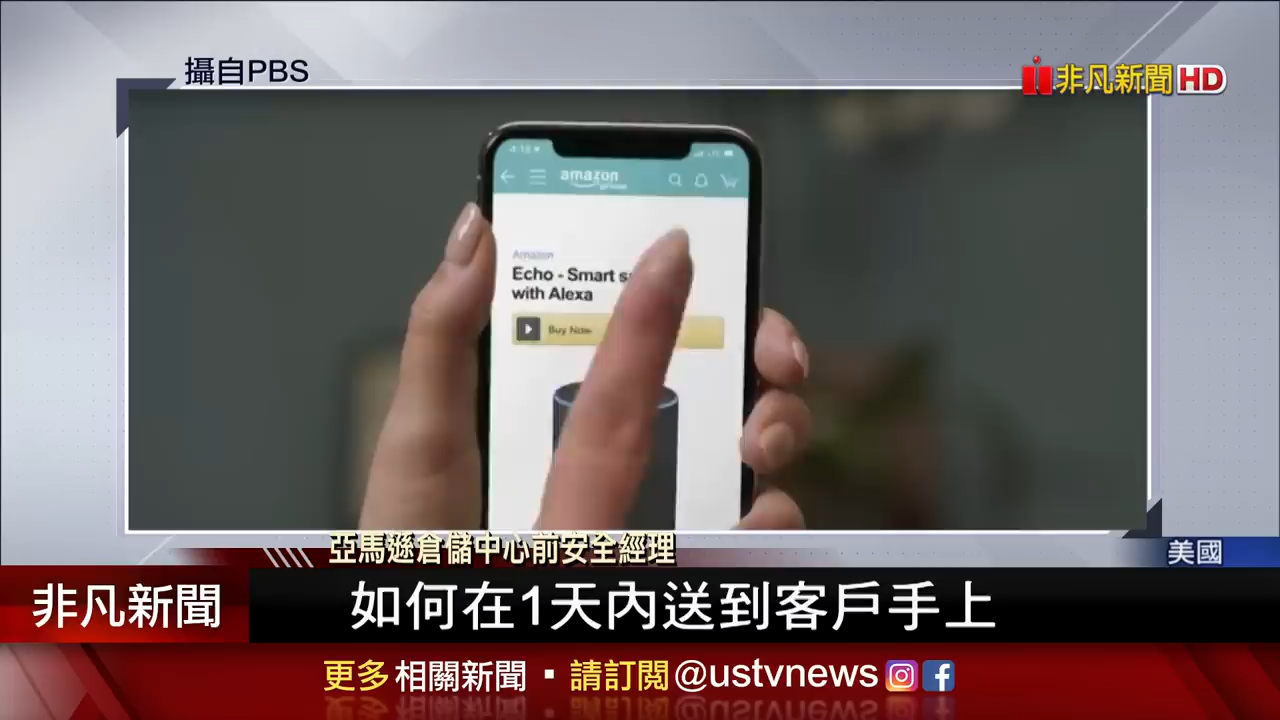 攝自PBS
非凡新聞HD
amazon
Amazon
Echo - Smart s
with Alexa
Buy Now
亞馬遜倉儲中心前安全經理
美國
非凡新聞
如何在1天內送到客戶手上
更多相關新聞▪請訂閱@ustvnews